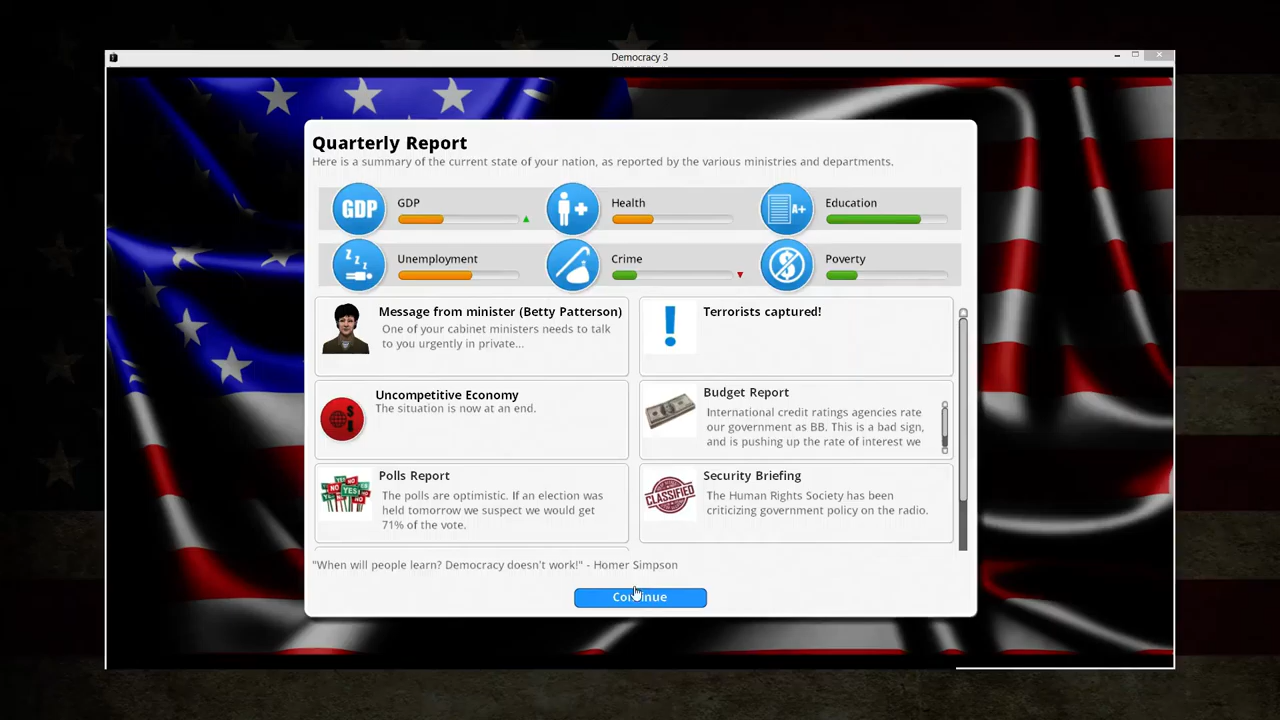 Democracy 3
Quarterly Report
Here is a summary of the current state of your nation, as reported by the various ministries and departments.
GDP
GDP
Health
A+
Education
Z Z Z
Unemployment
Crime
$
Poverty
Message from minister (Betty Patterson)
One of your cabinet ministers needs to talk
to you urgently in private...
!
Terrorists captured!
$
Uncompetitive Economy
The situation is now at an end.
Budget Report
International credit ratings agencies rate
our government as BB. This is a bad sign,
and is pushing up the rate of interest we
YES
NO
Polls Report
The polls are optimistic. If an election was
held tomorrow we suspect we would get
71% of the vote.
CLASSIFIED
Security Briefing
The Human Rights Society has been
criticizing government policy on the radio.
"When will people learn? Democracy doesn't work!" - Homer Simpson
Continue